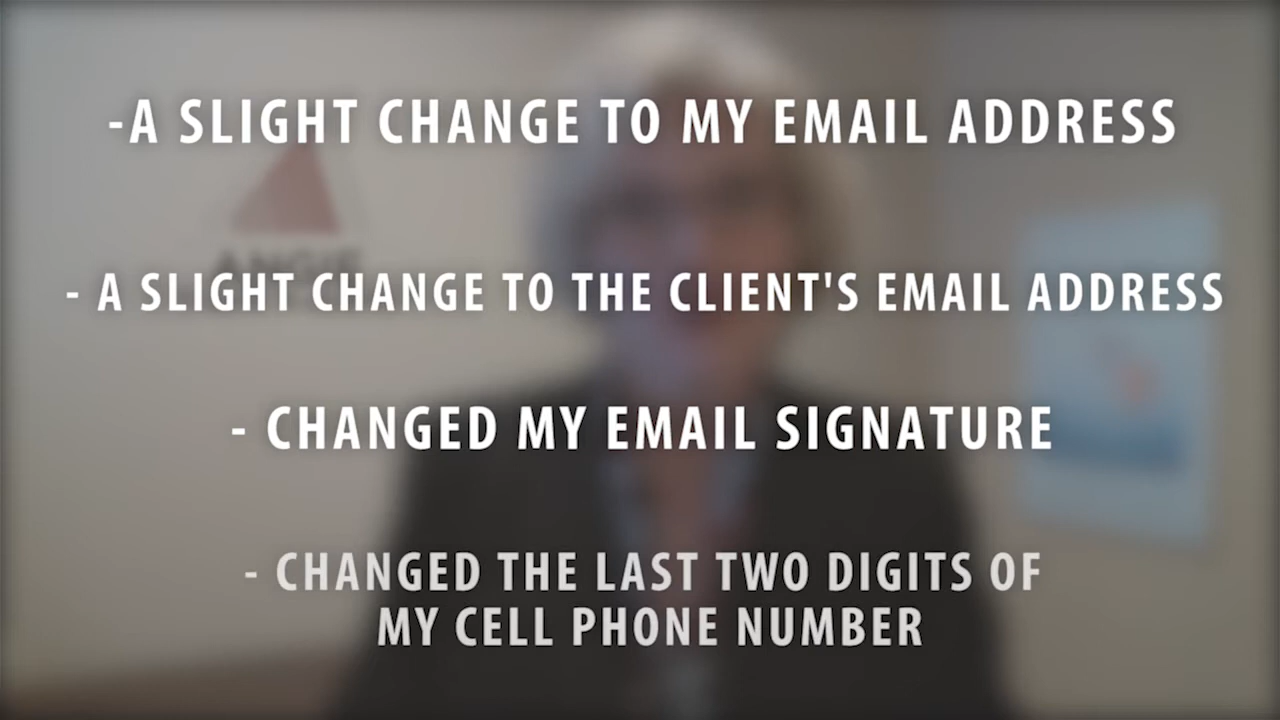 -A SLIGHT CHANGE TO MY EMAIL ADDRESS
ANGIE
- A SLIGHT CHANGE TO THE CLIENT'S EMAIL ADDRESS
- CHANGED MY EMAIL SIGNATURE
- CHANGED THE LAST TWO DIGITS OF
MY CELL PHONE NUMBER